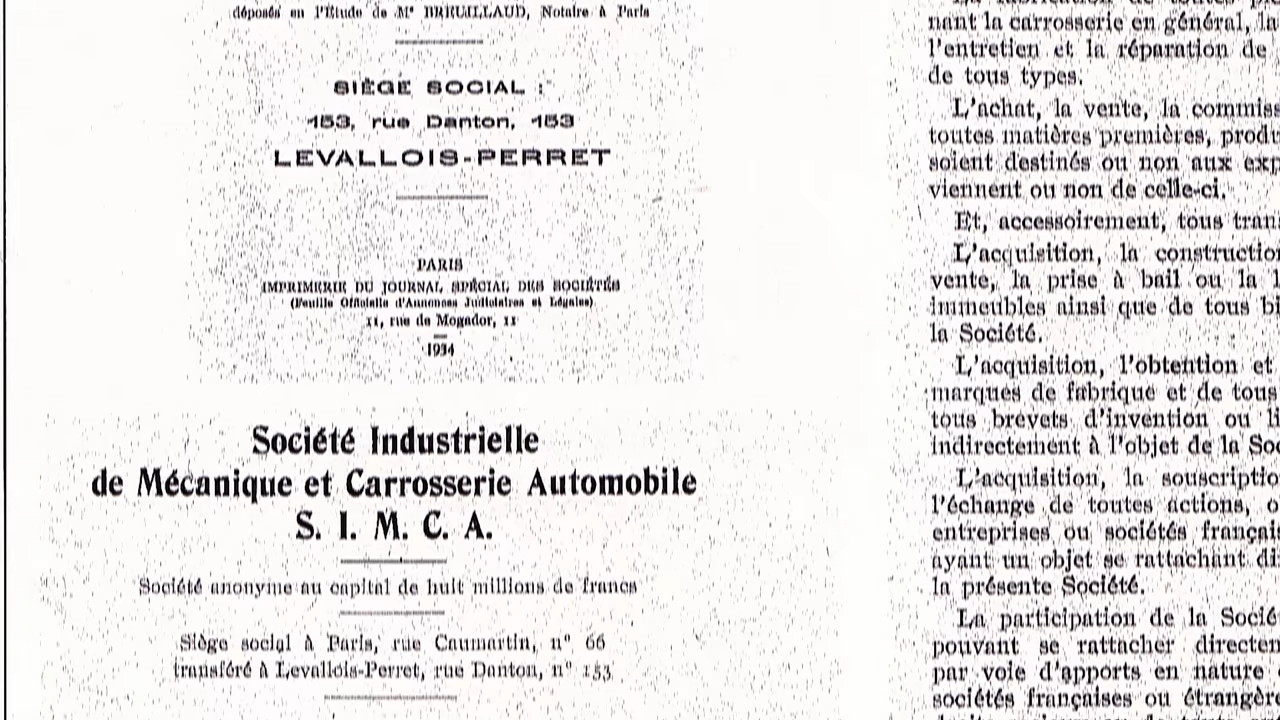 déposés en l'Étude de Mᵉ BREUILLAUD, Notaire à Paris
SIÈGE SOCIAL :
153, rue Danton, 153
LEVALLOIS-PERRET
PARIS
IMPRIMERIE DU JOURNAL SPÉCIAL DES SOCIÉTÉS
(Feuille Officielle d'Annonces Judiciaires et Légales)
11, rue de Mogador, 11
1934
Société Industrielle
de Mécanique et Carrosserie Automobile
S. I. M. C. A.
Société anonyme au capital de huit millions de francs
Siège social à Paris, rue Caumartin, n° 66
transféré à Levallois-Perret, rue Danton, n° 153
nant la carrosserie en général, la
l'entretien et la réparation de
de tous types.
L'achat, la vente, la commiss
toutes matières premières, produ
soient destinés ou non aux exp
viennent ou non de celle-ci.
Et, accessoirement, tous tran
L'acquisition, la construction
vente, la prise à bail ou la l
immeubles ainsi que de tous bi
la Société.
L'acquisition, l'obtention et
marques de fabrique et de tous
tous brevets d'invention ou li
indirectement à l'objet de la Soc
L'acquisition, la souscriptio
l'échange de toutes actions, o
entreprises ou sociétés français
ayant un objet se rattachant di
la présente Société.
La participation de la Socié
pouvant se rattacher directem
par voie d'apports en nature
sociétés françaises ou étrangère